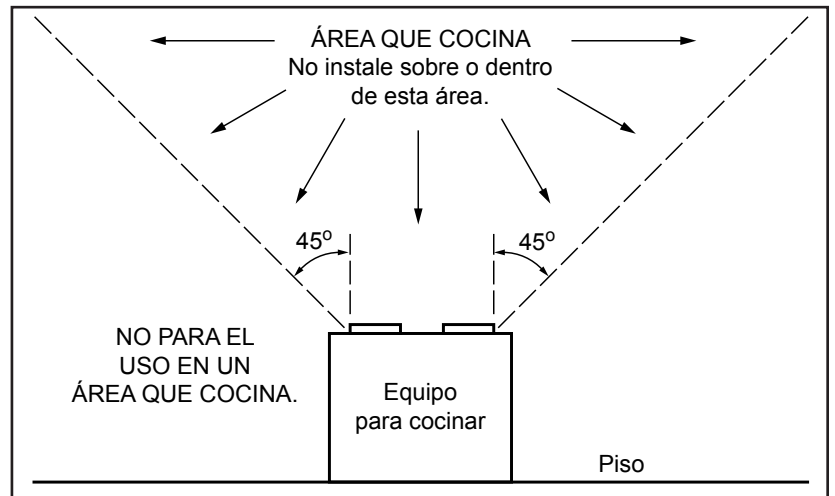 ÁREA QUE COCINA
No instale sobre o dentro
de esta área.
45º
45º
NO PARA EL
USO EN UN
ÁREA QUE COCINA.
Equipo
para cocinar
Piso